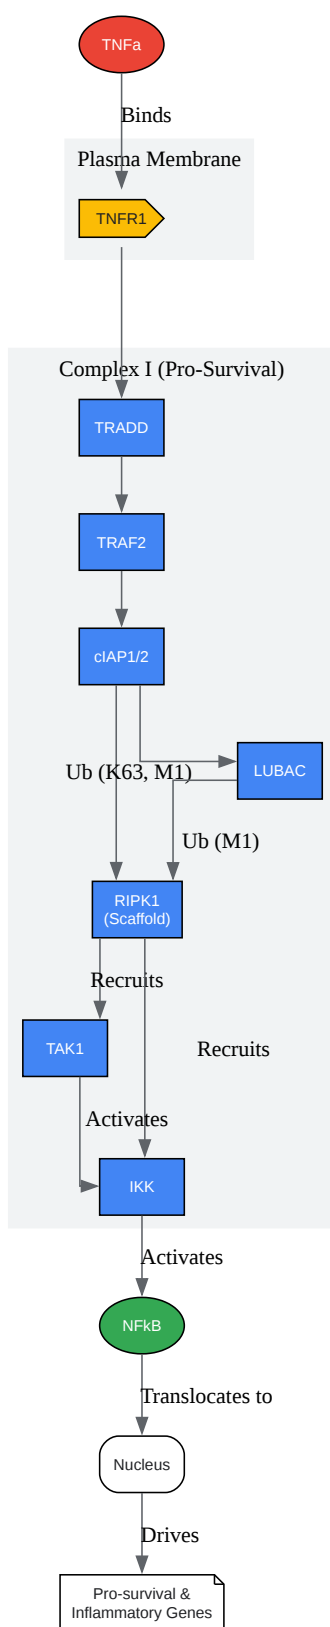 TNFa
Binds
Plasma Membrane
TNFR1
Complex I (Pro-Survival)
TRADD
TRAF2
cIAP1/2
LUBAC
Ub (K63, M1)
Ub (M1)
RIPK1
(Scaffold)
Recruits
TAK1
Recruits
Activates
IKK
Activates
NFkB
Translocates to
Nucleus
Drives
Pro-survival &
Inflammatory Genes